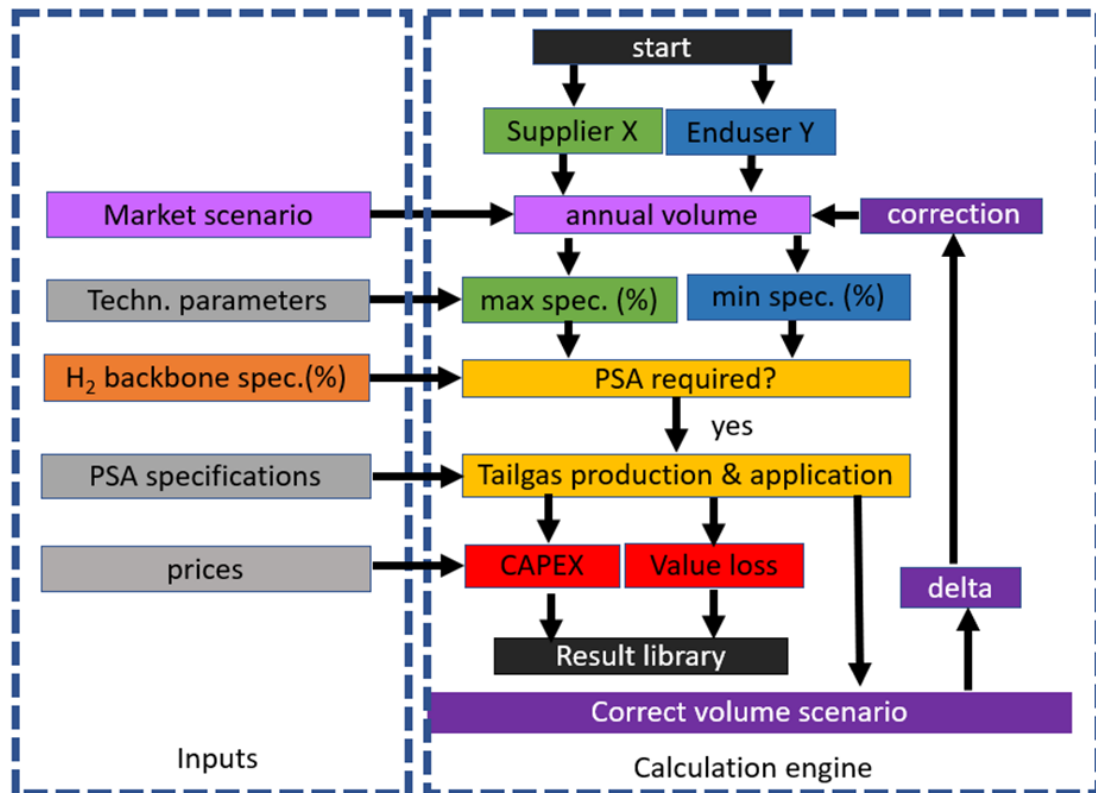 start
Supplier X
Enduser Y
Market scenario
annual volume
correction
Techn. parameters
max spec. (%)
min spec. (%)
H₂ backbone spec.(%)
PSA required?
yes
PSA specifications
Tailgas production & application
prices
CAPEX
Value loss
delta
Result library
Correct volume scenario
Inputs
Calculation engine